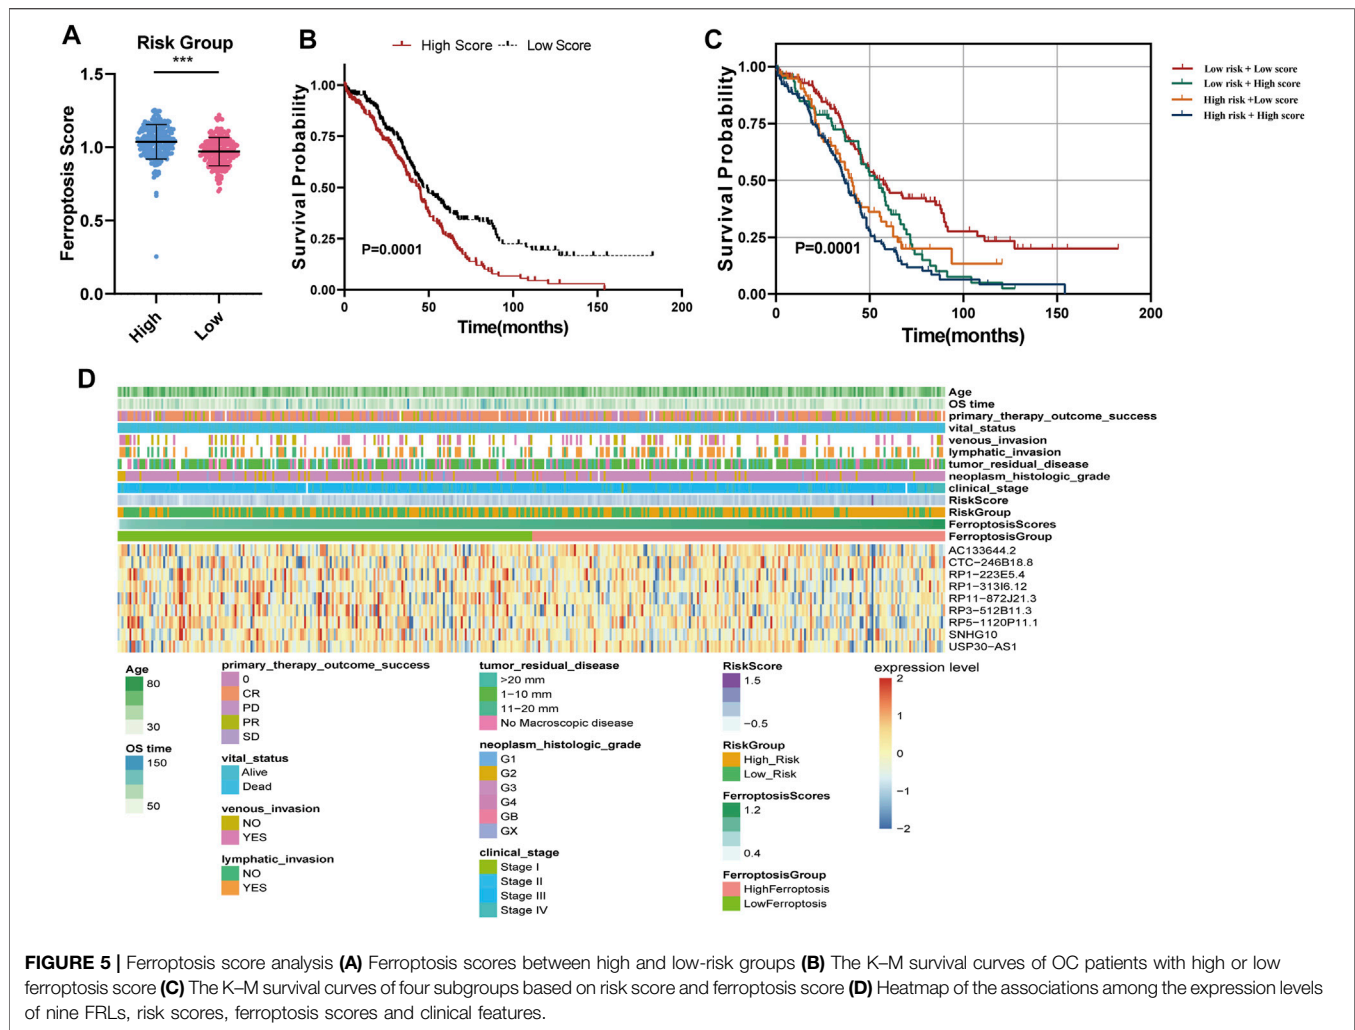 A
Risk Group
***
Ferroptosis Score
1.5
1.0
0.5
0.0
High
Low
B
High Score
Low Score
Survival Probability
1.00
0.75
0.50
0.25
0.00
P=0.0001
0
50
100
150
200
Time(months)
C
Survival Probability
1.00
0.75
0.50
0.25
0.00
P=0.0001
0
50
100
150
200
Time(months)
Low risk + Low score
Low risk + High score
High risk +Low score
High risk + High score
D
Age
OS time
primary_therapy_outcome_success
vital_status
venous_invasion
lymphatic_invasion
tumor_residual_disease
neoplasm_histologic_grade
clinical_stage
RiskScore
RiskGroup
FerroptosisScores
FerroptosisGroup
AC133644.2
CTC−246B18.8
RP1−223E5.4
RP1−313I6.12
RP11−872J21.3
RP3−512B11.3
RP5−1120P11.1
SNHG10
USP30−AS1
Age
80
30
OS time
150
50
primary_therapy_outcome_success
0
CR
PD
PR
SD
vital_status
Alive
Dead
venous_invasion
NO
YES
lymphatic_invasion
NO
YES
tumor_residual_disease
>20 mm
1−10 mm
11−20 mm
No Macroscopic disease
neoplasm_histologic_grade
G1
G2
G3
G4
GB
GX
clinical_stage
Stage I
Stage II
Stage III
Stage IV
RiskScore
1.5
−0.5
RiskGroup
High_Risk
Low_Risk
FerroptosisScores
1.2
0.4
FerroptosisGroup
HighFerroptosis
LowFerroptosis
expression level
2
1
0
−1
−2
FIGURE 5 | Ferroptosis score analysis (A) Ferroptosis scores between high and low-risk groups (B) The K–M survival curves of OC patients with high or low
ferroptosis score (C) The K–M survival curves of four subgroups based on risk score and ferroptosis score (D) Heatmap of the associations among the expression levels
of nine FRLs, risk scores, ferroptosis scores and clinical features.